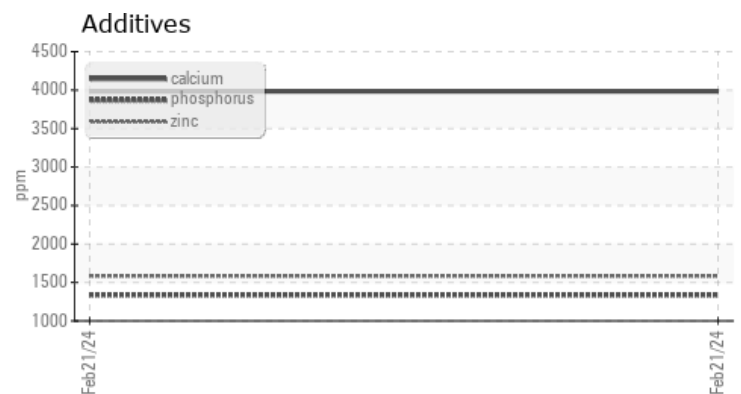 Additives
4500
4000
3500
3000
2500
2000
1500
1000
ppm
calcium
phosphorus
zinc
Feb21/24
Feb21/24